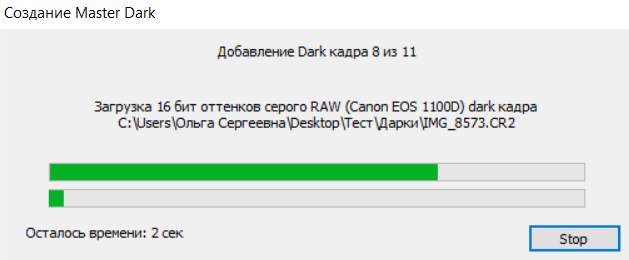 Создание Master Dark
Добавление Dark кадра 8 из 11
Загрузка 16 бит оттенков серого RAW (Canon EOS 1100D) dark кадра
C:\Users\Ольга Сергеевна\Desktop\Тест\Дарки\IMG_8573.CR2
Осталось времени: 2 сек
Stop